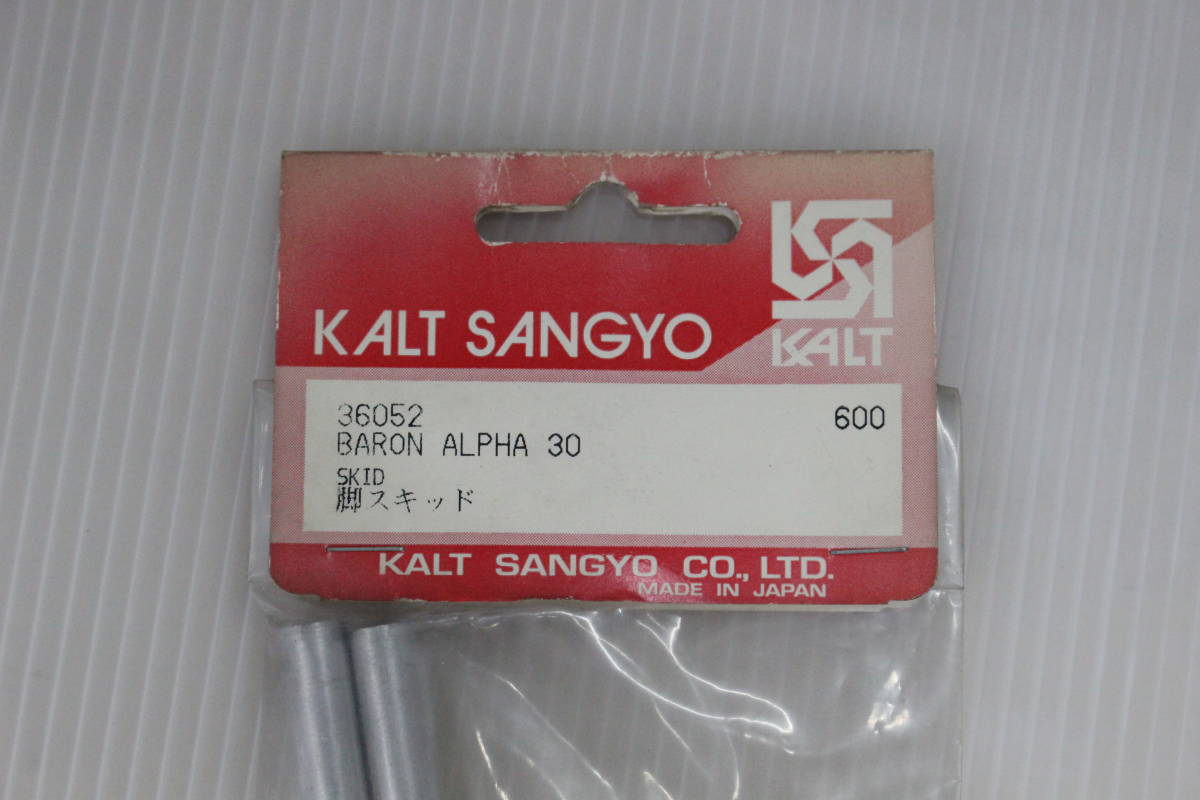 KALT
KALT SANGYO
36052 600
BARON ALPHA 30
SKID
脚スキッド
KALT SANGYO CO., LTD.
MADE IN JAPAN